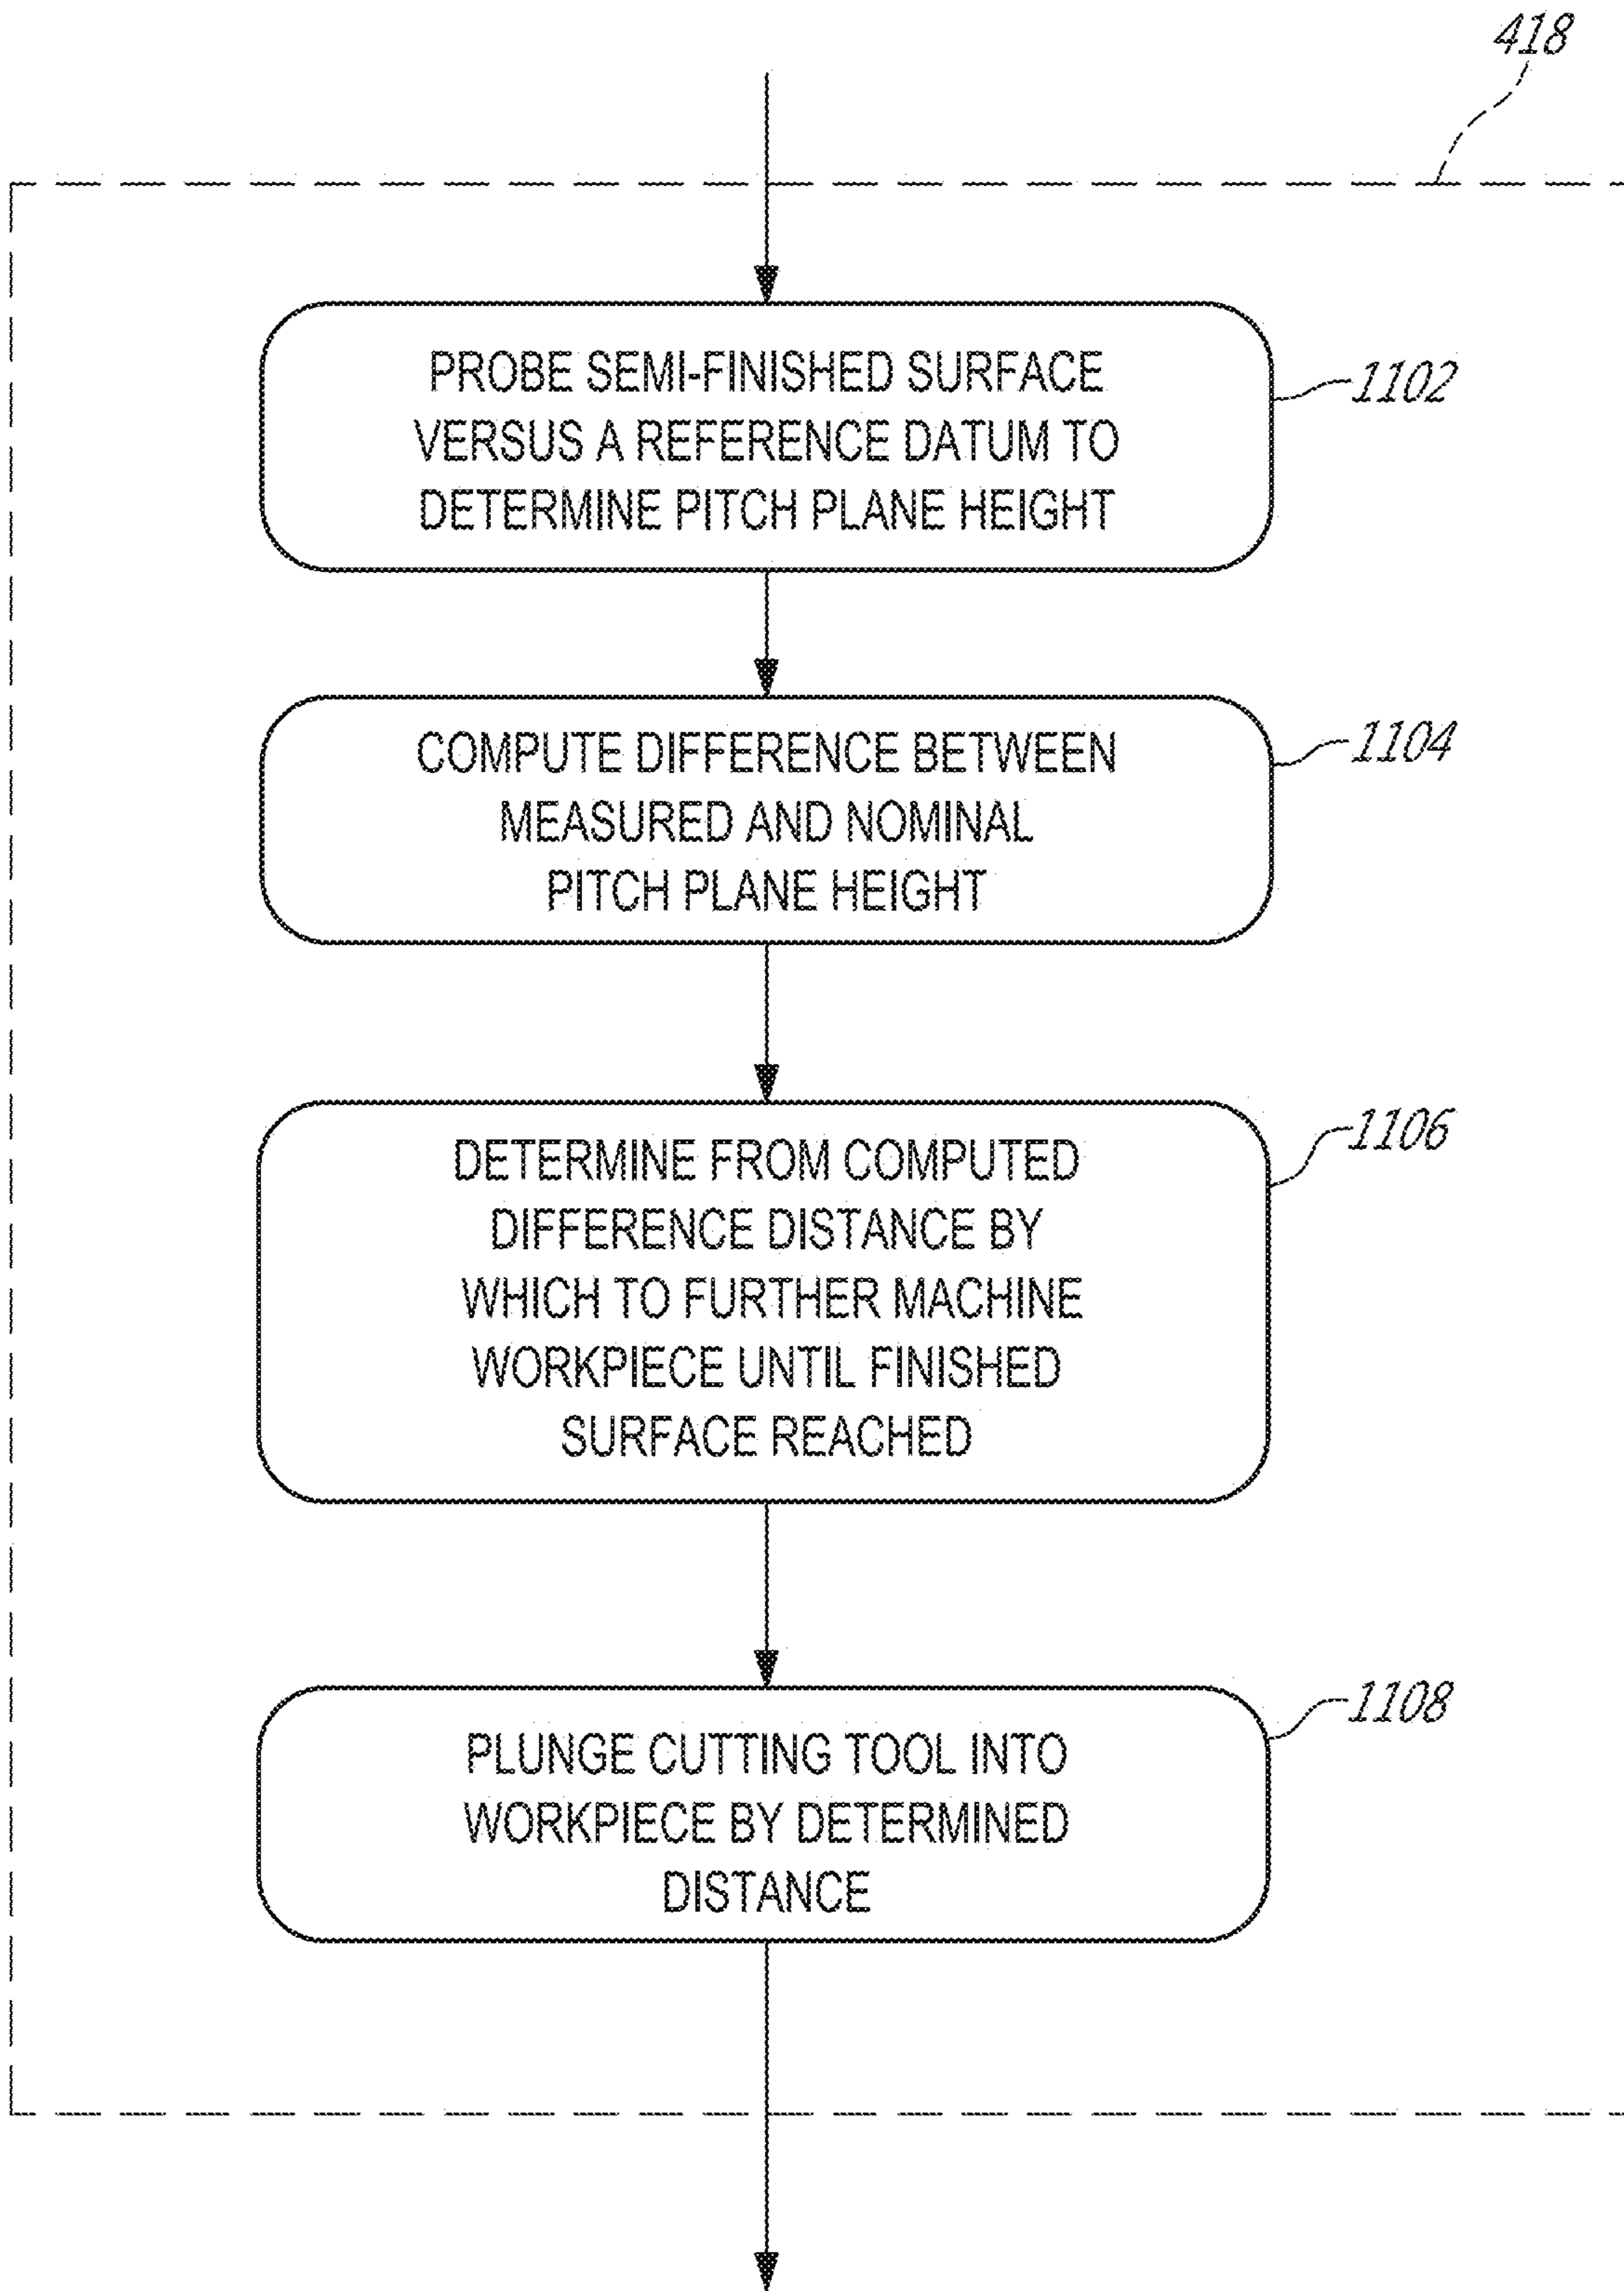 418
PROBE SEMI-FINISHED SURFACE
VERSUS A REFERENCE DATUM TO
DETERMINE PITCH PLANE HEIGHT
1102
COMPUTE DIFFERENCE BETWEEN
MEASURED AND NOMINAL
PITCH PLANE HEIGHT
1104
DETERMINE FROM COMPUTED
DIFFERENCE DISTANCE BY
WHICH TO FURTHER MACHINE
WORKPIECE UNTIL FINISHED
SURFACE REACHED
1106
PLUNGE CUTTING TOOL INTO
WORKPIECE BY DETERMINED
DISTANCE
1108